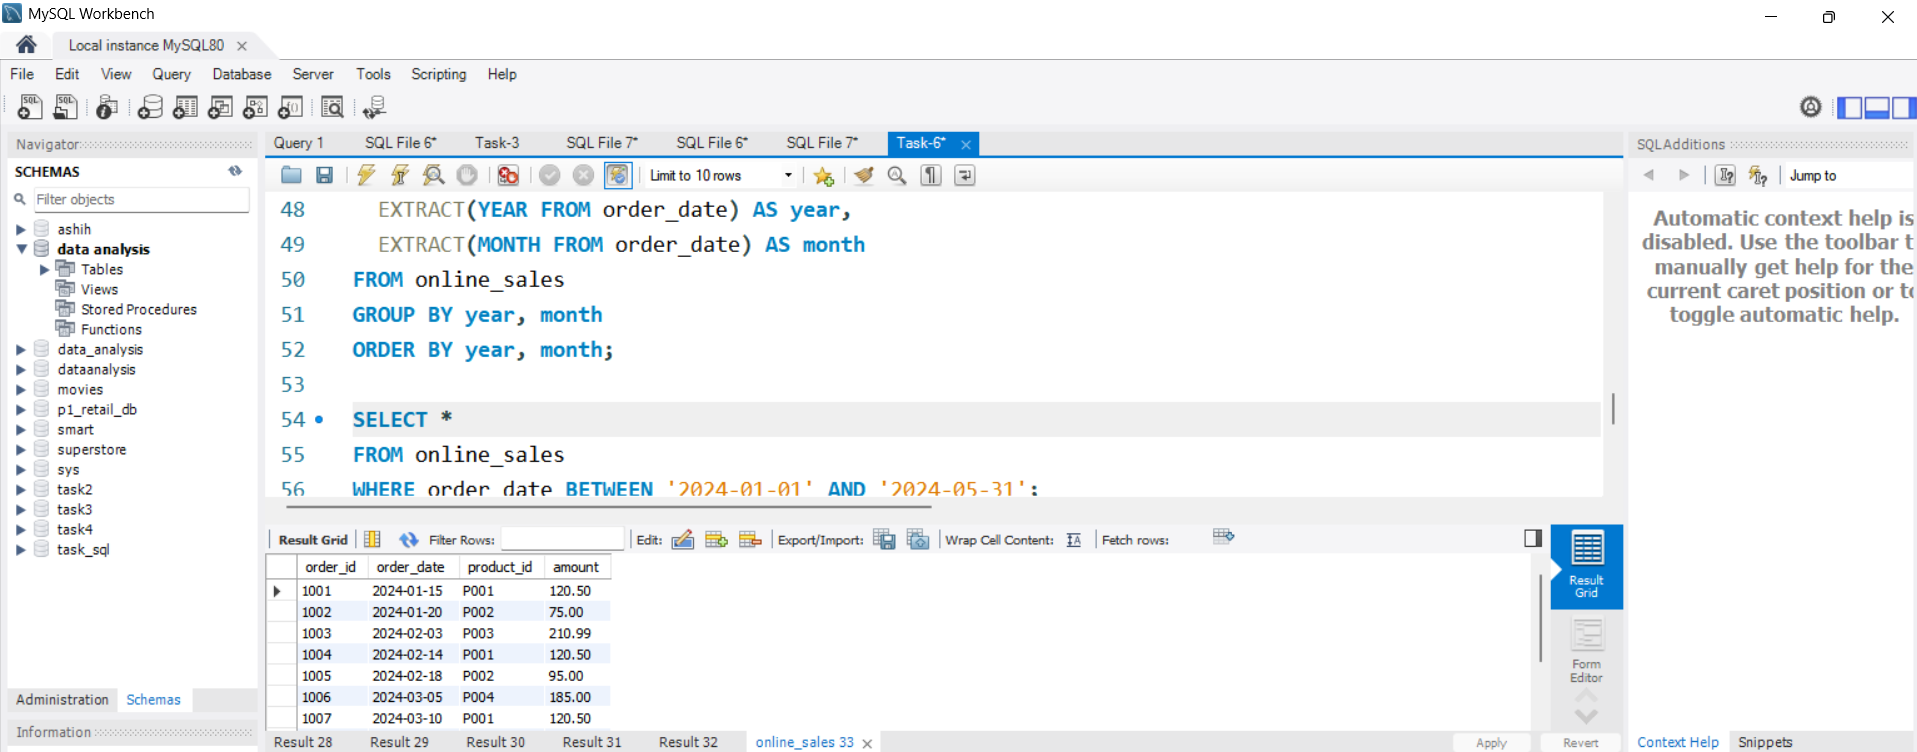 MySQL Workbench
Local instance MySQL80
File Edit View Query Database Server Tools Scripting Help
Navigator
SCHEMAS
Filter objects
ashih
data analysis
Tables
Views
Stored Procedures
Functions
data_analysis
dataanalysis
movies
p1_retail_db
smart
superstore
sys
task2
task3
task4
task_sql
Administration Schemas
Information
Query 1 SQL File 6* Task-3 SQL File 7* SQL File 6* SQL File 7* Task-6*
Limit to 10 rows
48 EXTRACT(YEAR FROM order_date) AS year,
49 EXTRACT(MONTH FROM order_date) AS month
50 FROM online_sales
51 GROUP BY year, month
52 ORDER BY year, month;
53
54 SELECT *
55 FROM online_sales
56 WHERE order_date BETWEEN '2024-01-01' AND '2024-05-31';
Result Grid Filter Rows: Edit: Export/Import: Wrap Cell Content: Fetch rows:
order_id order_date product_id amount
1001 2024-01-15 P001 120.50
1002 2024-01-20 P002 75.00
1003 2024-02-03 P003 210.99
1004 2024-02-14 P001 120.50
1005 2024-02-18 P002 95.00
1006 2024-03-05 P004 185.00
1007 2024-03-10 P001 120.50
Result Grid
Form Editor
Result 28 Result 29 Result 30 Result 31 Result 32 online_sales 33
Apply Revert
SQLAdditions
Jump to
Automatic context help is
disabled. Use the toolbar t
manually get help for the
current caret position or to
toggle automatic help.
Context Help Snippets